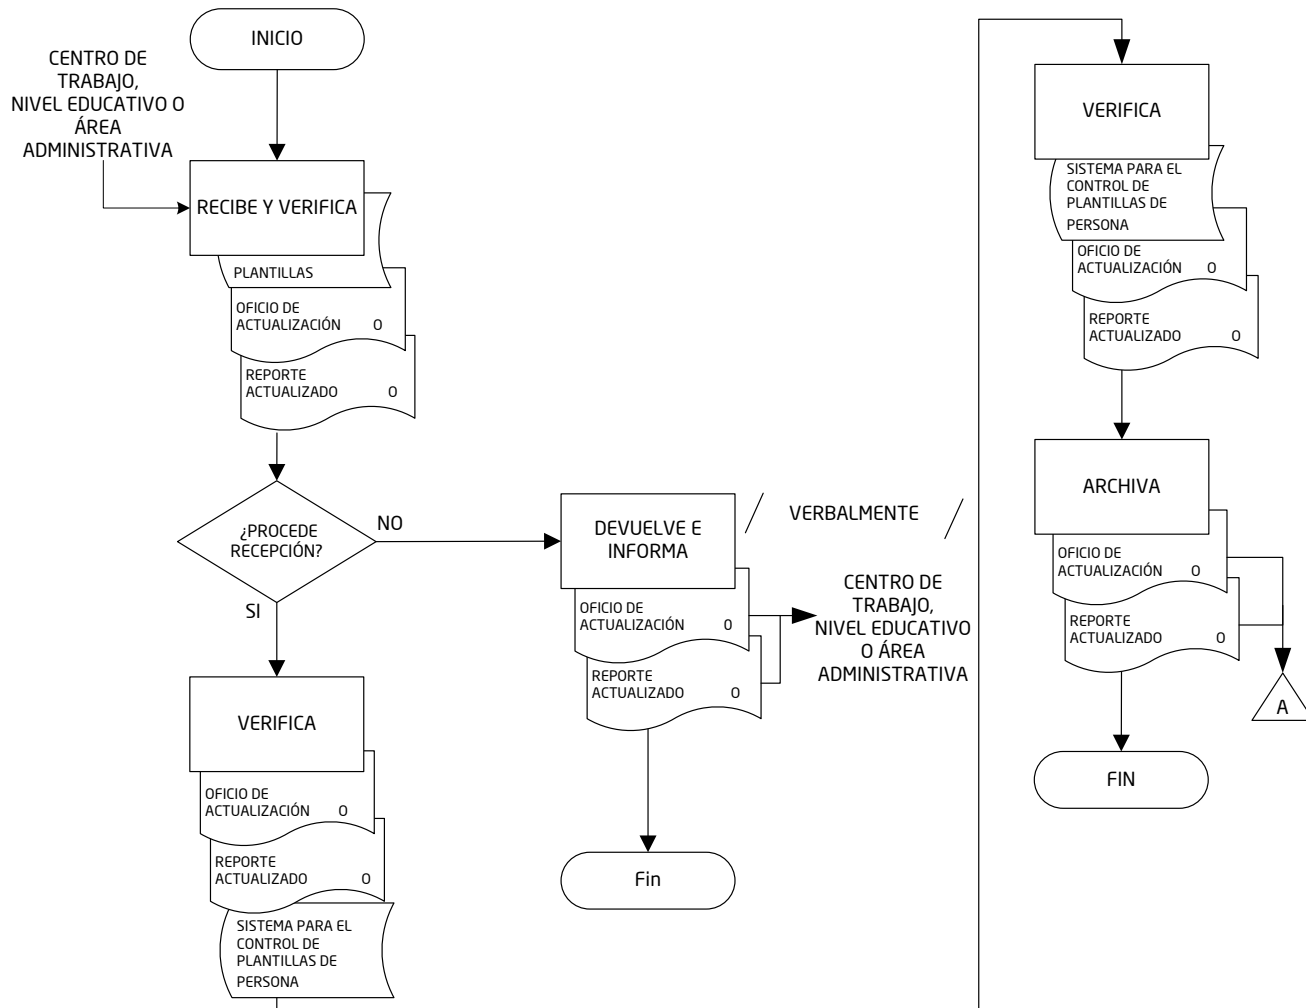 INICIO
CENTRO DE
TRABAJO,
NIVEL EDUCATIVO O
ÁREA
ADMINISTRATIVA
RECIBE Y VERIFICA
PLANTILLAS
OFICIO DE
ACTUALIZACIÓN O
REPORTE
ACTUALIZADO O
¿PROCEDE
RECEPCIÓN?
NO
SI
VERIFICA
OFICIO DE
ACTUALIZACIÓN O
REPORTE
ACTUALIZADO O
SISTEMA PARA EL
CONTROL DE
PLANTILLAS DE
PERSONA
DEVUELVE E
INFORMA
VERBALMENTE
OFICIO DE
ACTUALIZACIÓN O
REPORTE
ACTUALIZADO O
CENTRO DE
TRABAJO,
NIVEL EDUCATIVO
O ÁREA
ADMINISTRATIVA
Fin
VERIFICA
SISTEMA PARA EL
CONTROL DE
PLANTILLAS DE
PERSONA
OFICIO DE
ACTUALIZACIÓN O
REPORTE
ACTUALIZADO O
ARCHIVA
OFICIO DE
ACTUALIZACIÓN O
REPORTE
ACTUALIZADO O
A
FIN